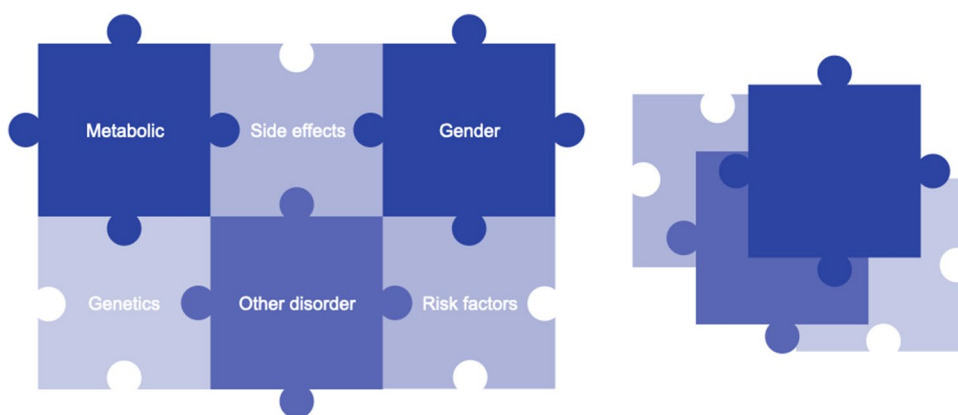 Metabolic
Side effects
Gender
Genetics
Other disorder
Risk factors